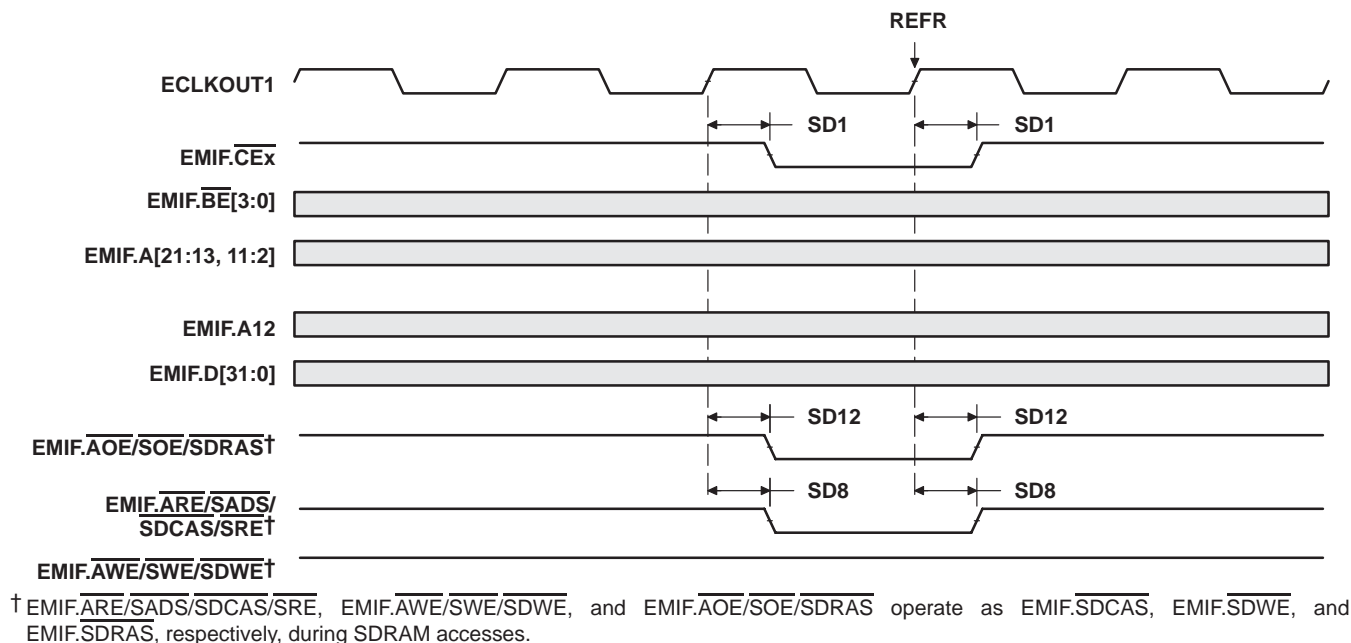 REFR
ECLKOUT1
SD1 SD1
EMIF.CEx
EMIF.BE[3:0]
EMIF.A[21:13, 11:2]
EMIF.A12
EMIF.D[31:0]
SD12 SD12
EMIF.AOE/SOE/SDRAS†
SD8 SD8
EMIF.ARE/SADS/
SDCAS/SRE†
EMIF.AWE/SWE/SDWE†
† EMIF.ARE/SADS/SDCAS/SRE, EMIF.AWE/SWE/SDWE, and EMIF.AOE/SOE/SDRAS operate as EMIF.SDCAS, EMIF.SDWE, and
EMIF.SDRAS, respectively, during SDRAM accesses.